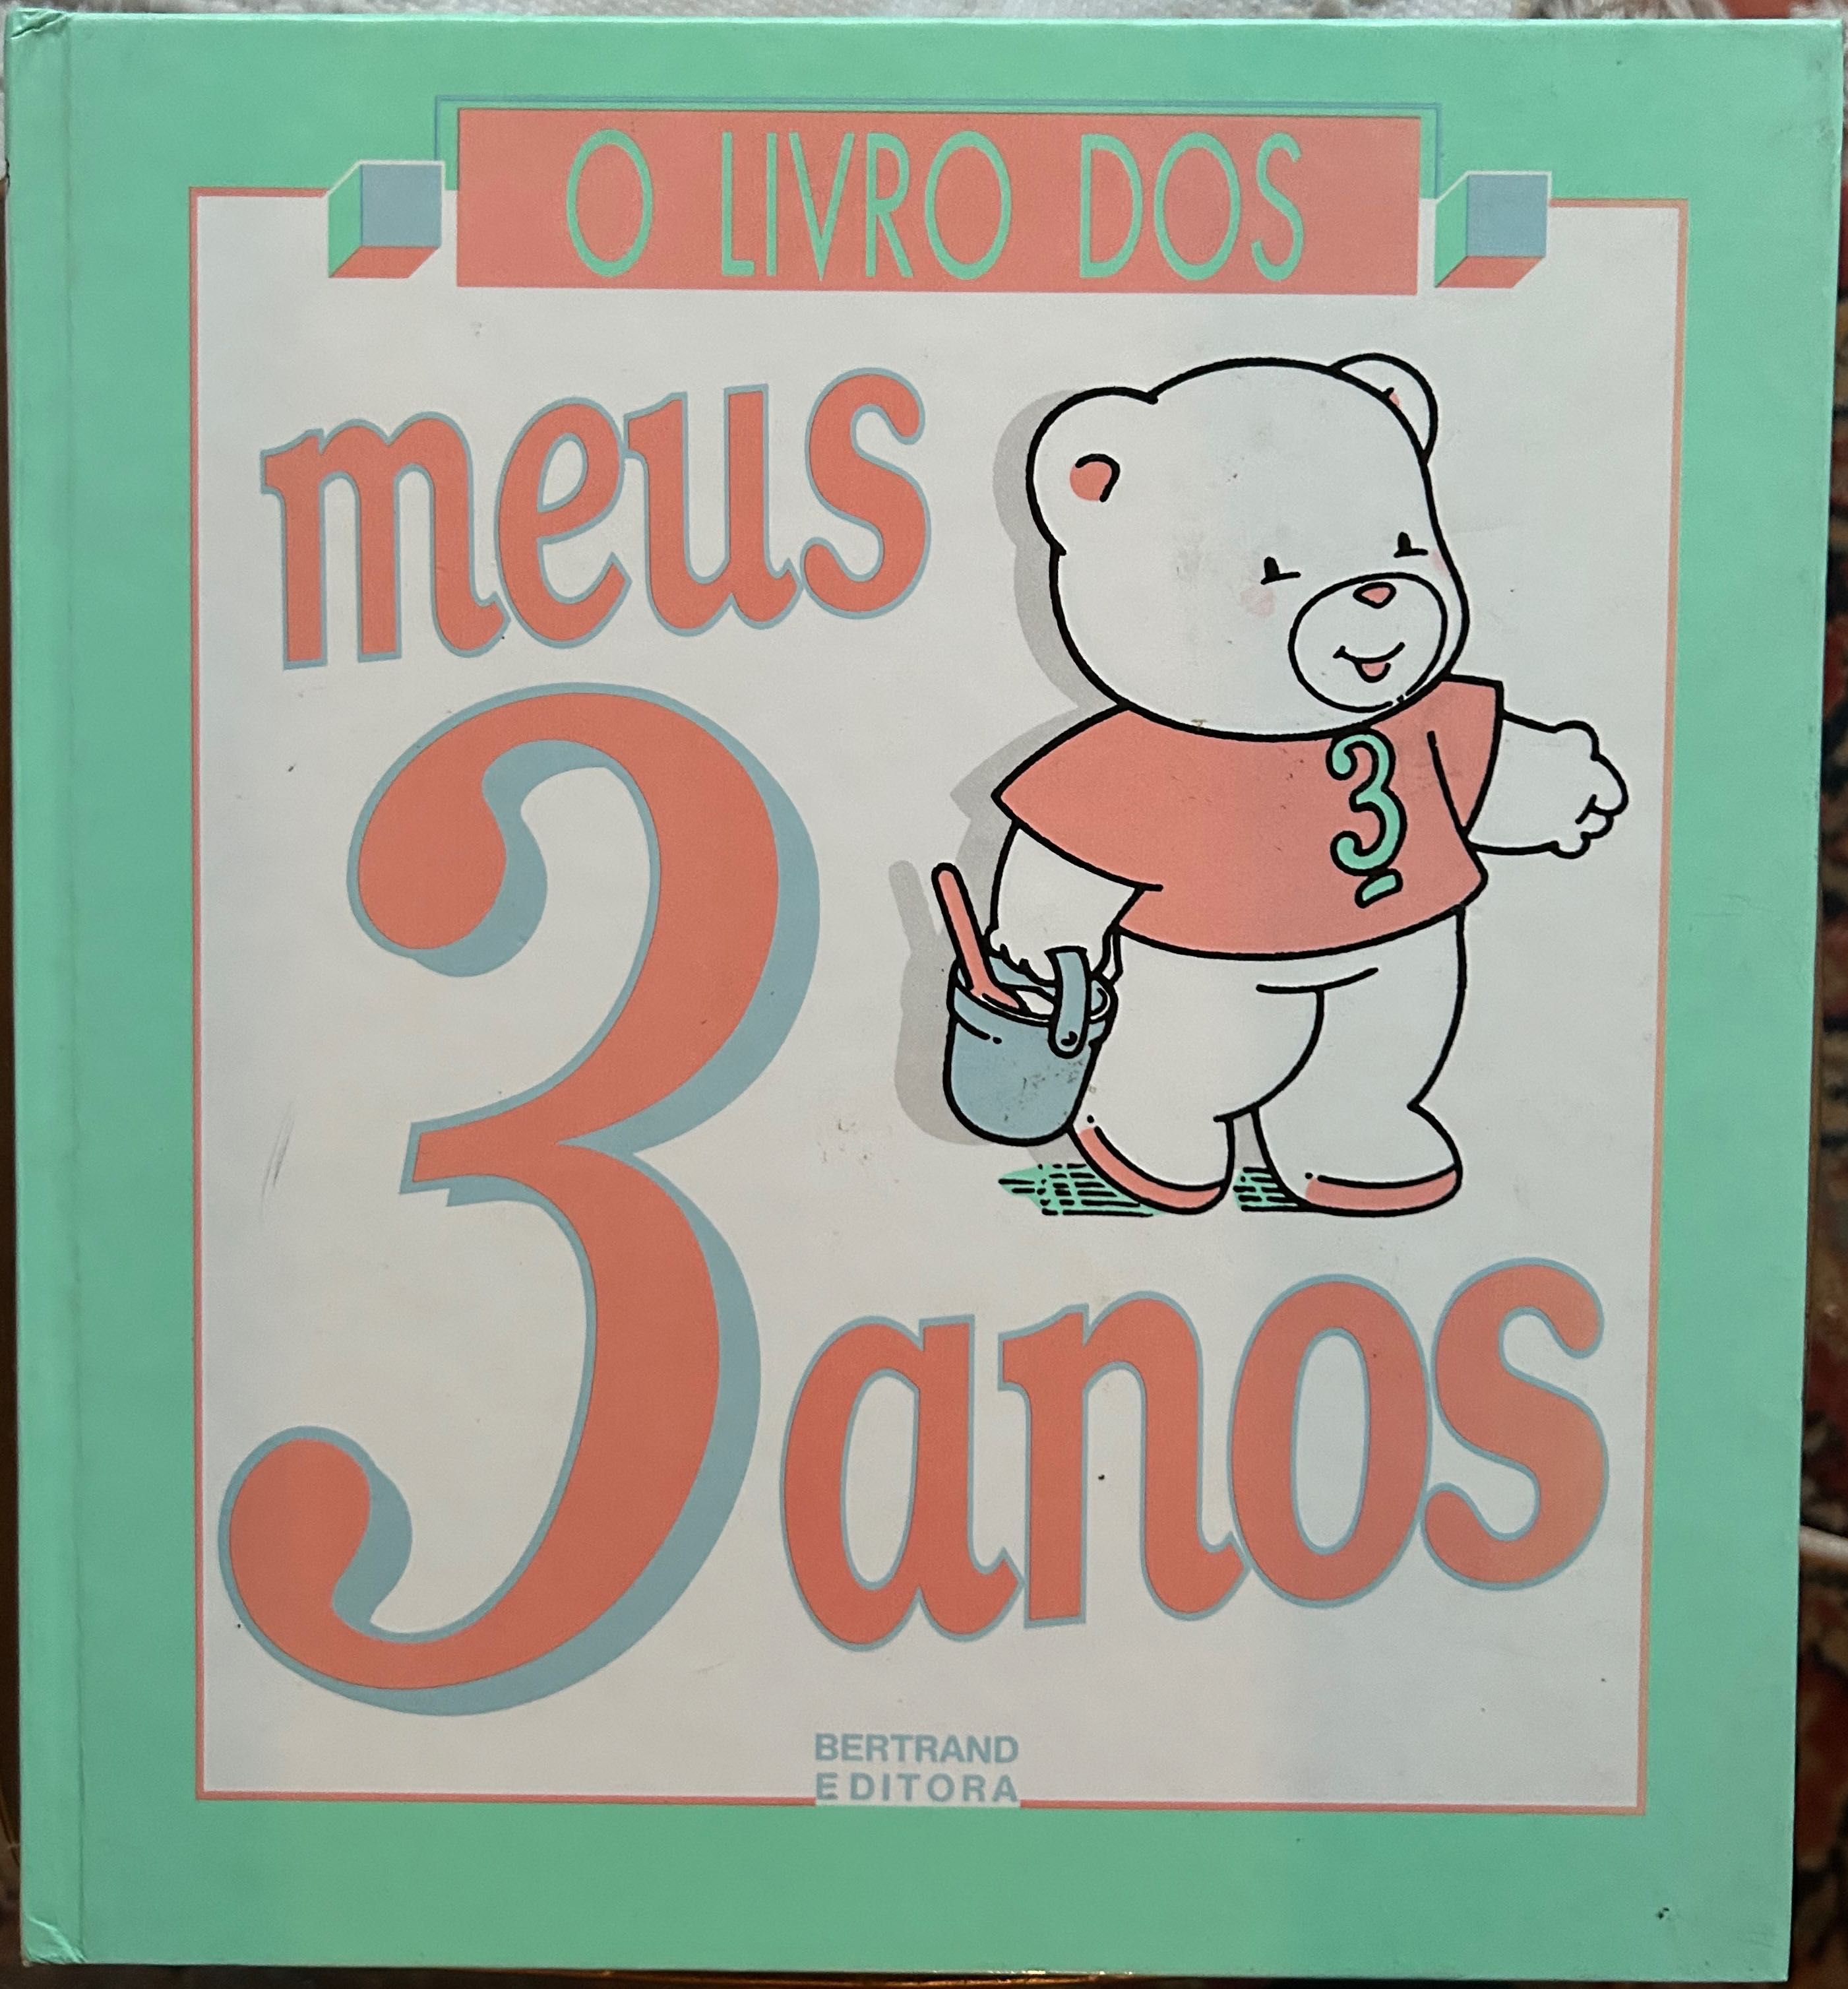 O LIVRO DOS
meus
3
3
anos
BERTRAND
EDITORA